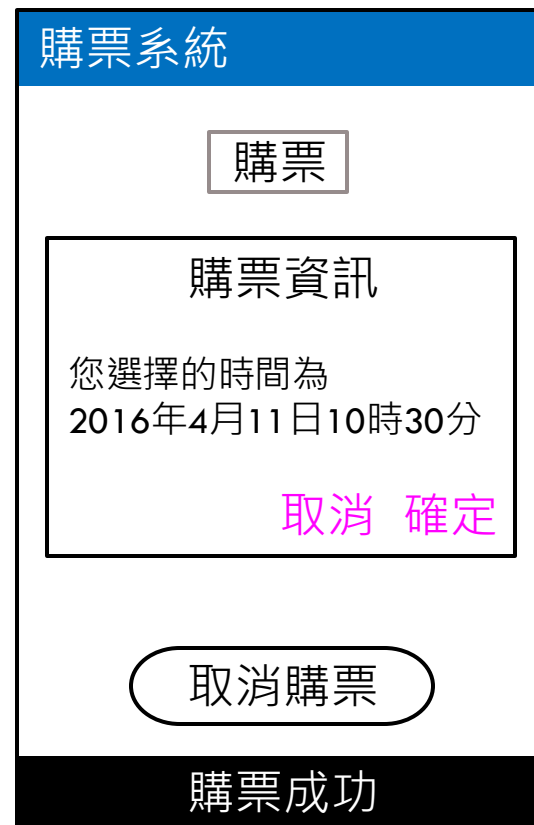 購票系統
購票
購票資訊
您選擇的時間為
2016年4月11日10時30分
取消 確定
取消購票
購票成功